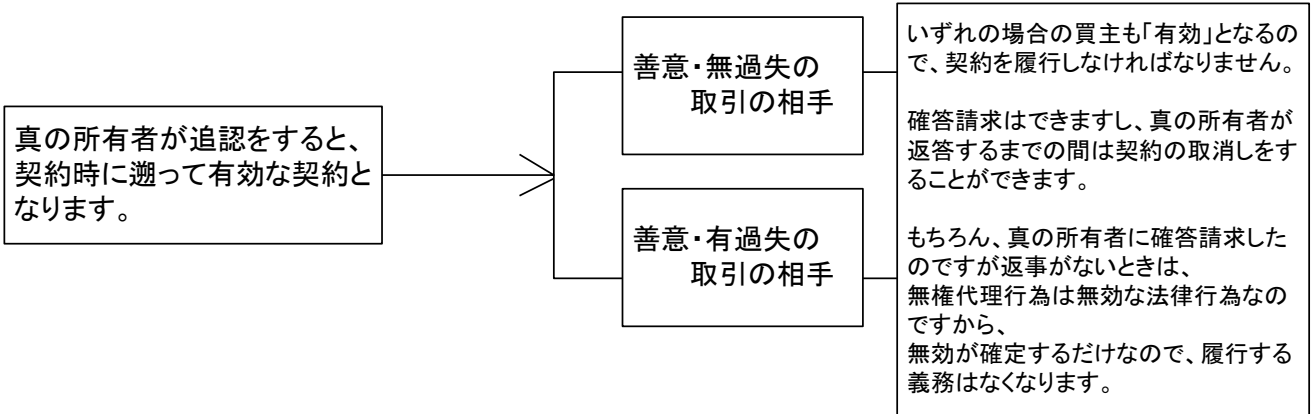 真の所有者が追認をすると、
契約時に遡って有効な契約と
なります。
善意・無過失の
取引の相手
善意・有過失の
取引の相手
いずれの場合の買主も「有効」となるの
で、契約を履行しなければなりません。
確答請求はできますし、真の所有者が
返答するまでの間は契約の取消しをす
ることができます。
もちろん、真の所有者に確答請求した
のですが返事がないときは、
無権代理行為は無効な法律行為なの
ですから、
無効が確定するだけなので、履行する
義務はなくなります。